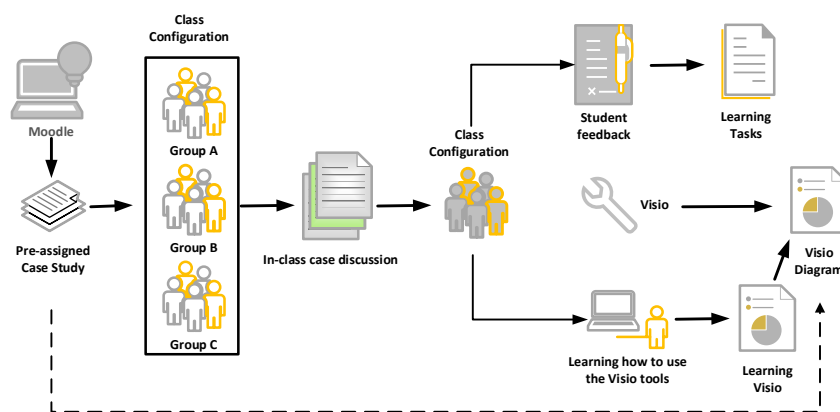 Class
Configuration
Moodle
Pre-assigned
Case Study
Group A
Group B
Group C
In-class case discussion
Class
Configuration
Student
feedback
Learning
Tasks
Visio
Visio
Diagram
Learning how to use
the Visio tools
Learning
Visio